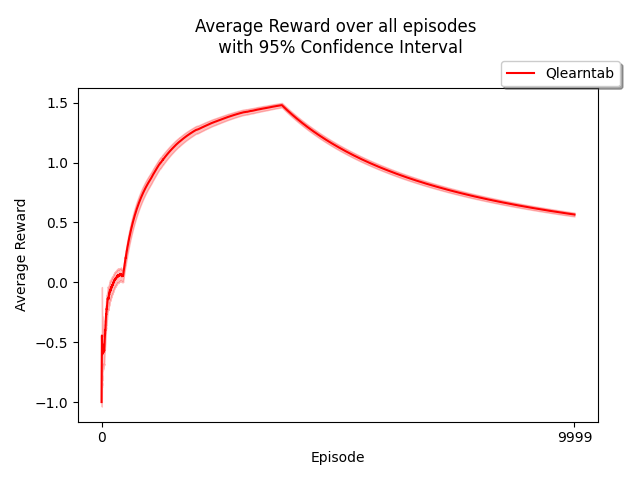 Average Reward over all episodes
with 95% Confidence Interval
Qlearntab
1.5
1.0
0.5
0.0
−0.5
−1.0
Average Reward
0
9999
Episode